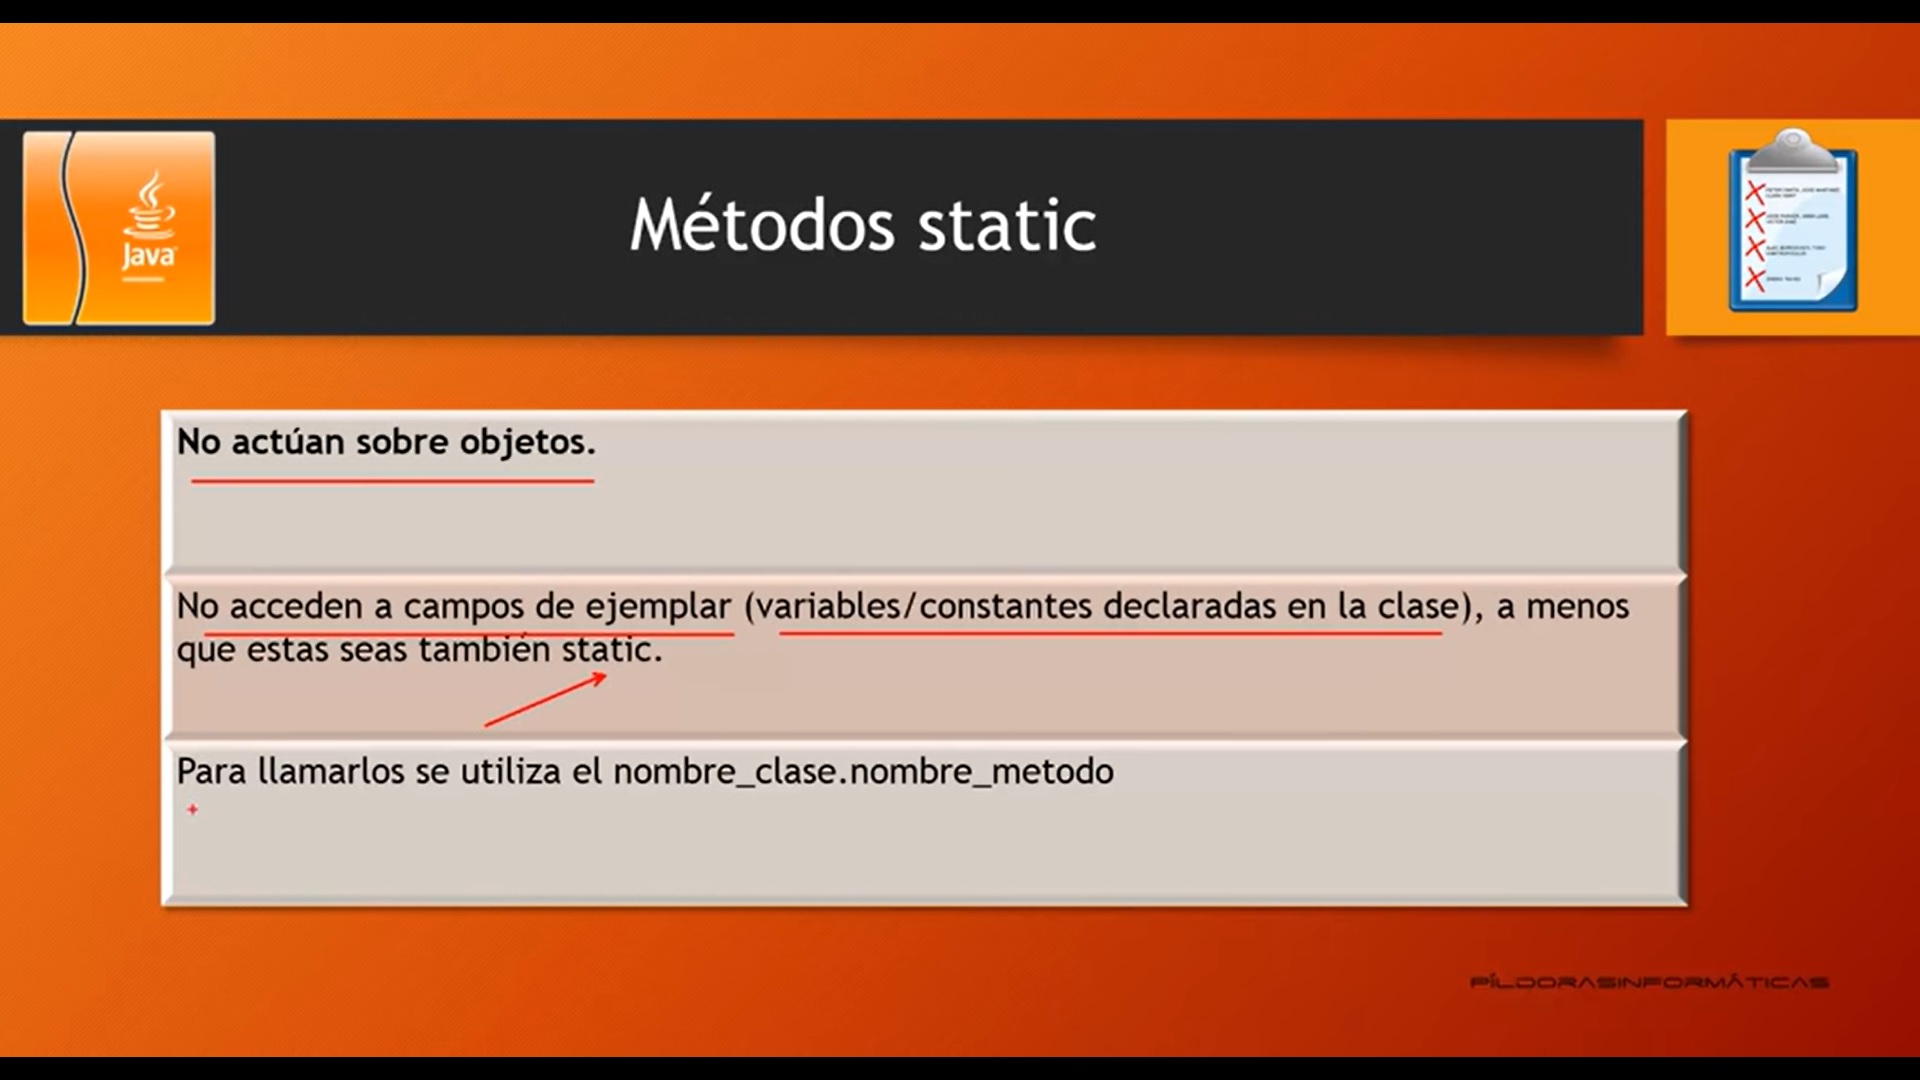 Java
Métodos static
No actúan sobre objetos.
No acceden a campos de ejemplar (variables/constantes declaradas en la clase), a menos
que estas seas también static.
Para llamarlos se utiliza el nombre_clase.nombre_metodo
PÍLDORASINFORMÁTICAS